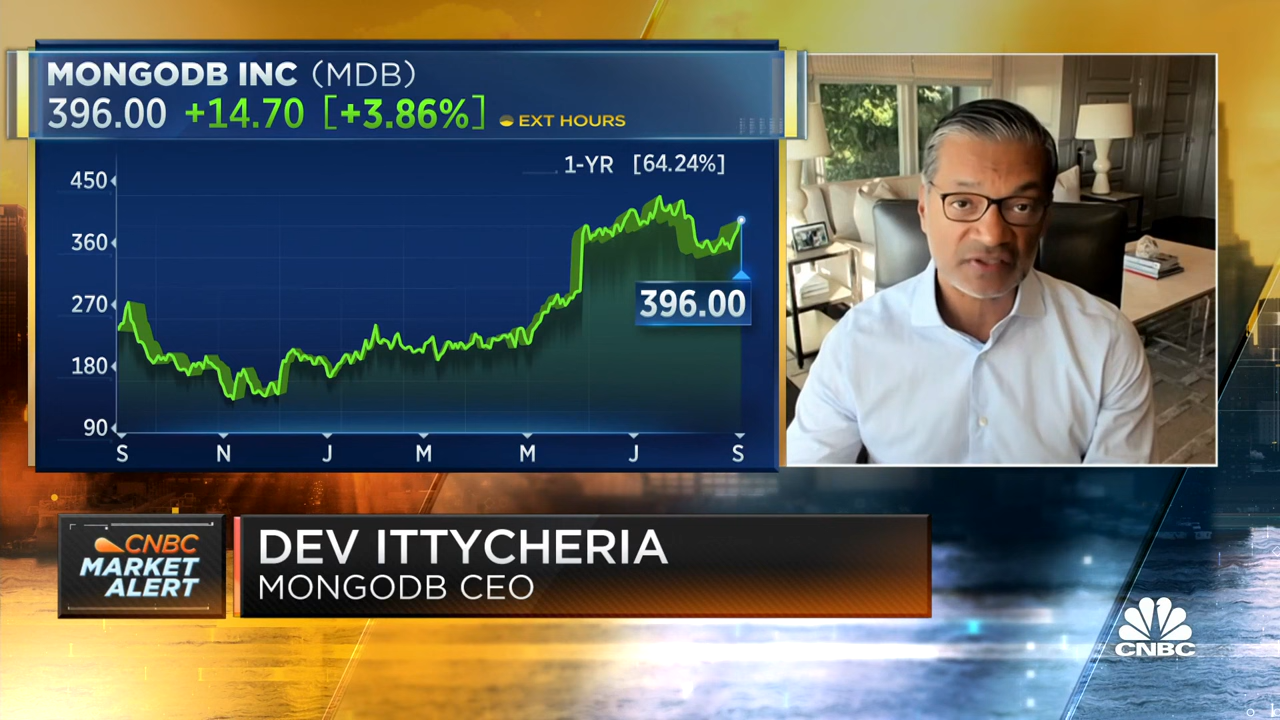 MONGODB INC (MDB)
396.00 +14.70 [+3.86%] EXT HOURS
1-YR [64.24%]
450
360
270
180
90
396.00
S N J M M J S
CNBC
MARKET
ALERT
DEV ITTYCHERIA
MONGODB CEO
CNBC